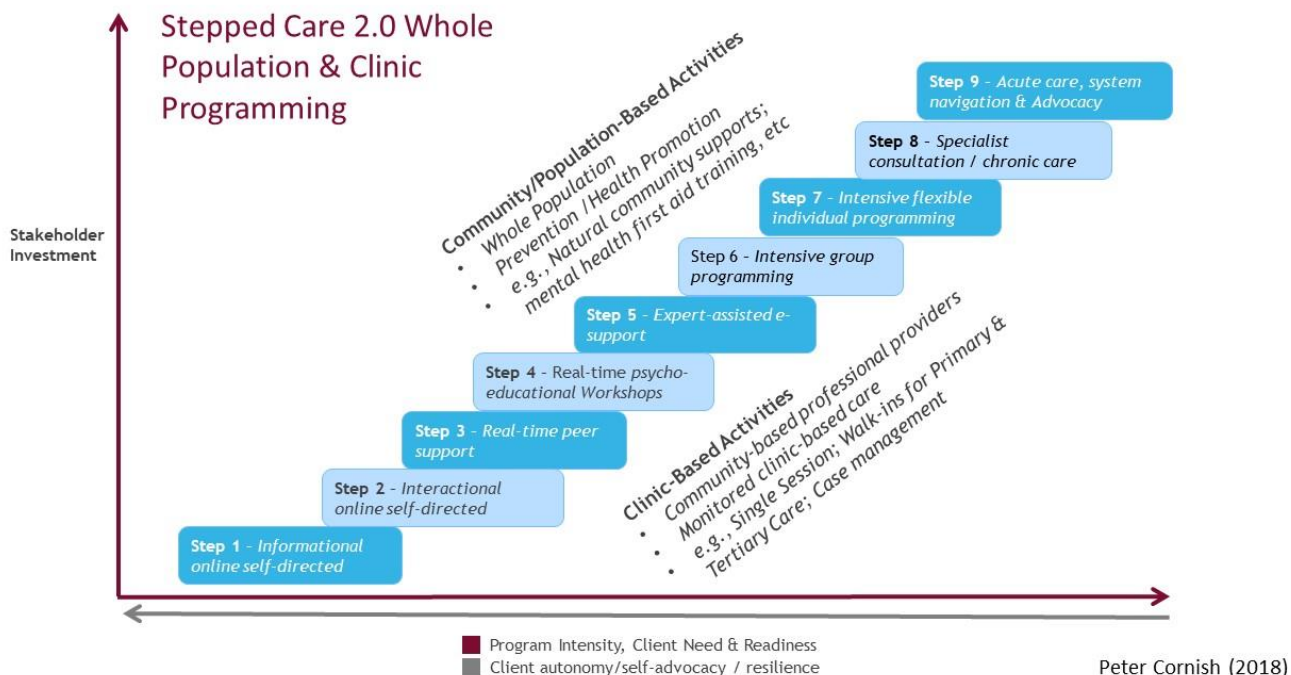 Stepped Care 2.0 Whole
Population & Clinic
Programming
Stakeholder
Investment
Community/Population-Based Activities
• Whole Population
• Prevention /Health Promotion
• e.g., Natural community supports;
mental health first aid training, etc
Step 9 – Acute care, system
navigation & Advocacy
Step 8 – Specialist
consultation / chronic care
Step 7 – Intensive flexible
individual programming
Step 6 – Intensive group
programming
Step 5 – Expert-assisted e-
support
Step 4 – Real-time psycho-
educational Workshops
Step 3 – Real-time peer
support
Step 2 – Interactional
online self-directed
Step 1 – Informational
online self-directed
Clinic-Based Activities
• Community-based professional providers
• Monitored clinic-based care
• e.g., Single Session; Walk-ins for Primary &
Tertiary Care; Case management
Program Intensity, Client Need & Readiness
Client autonomy/self-advocacy / resilience
Peter Cornish (2018)